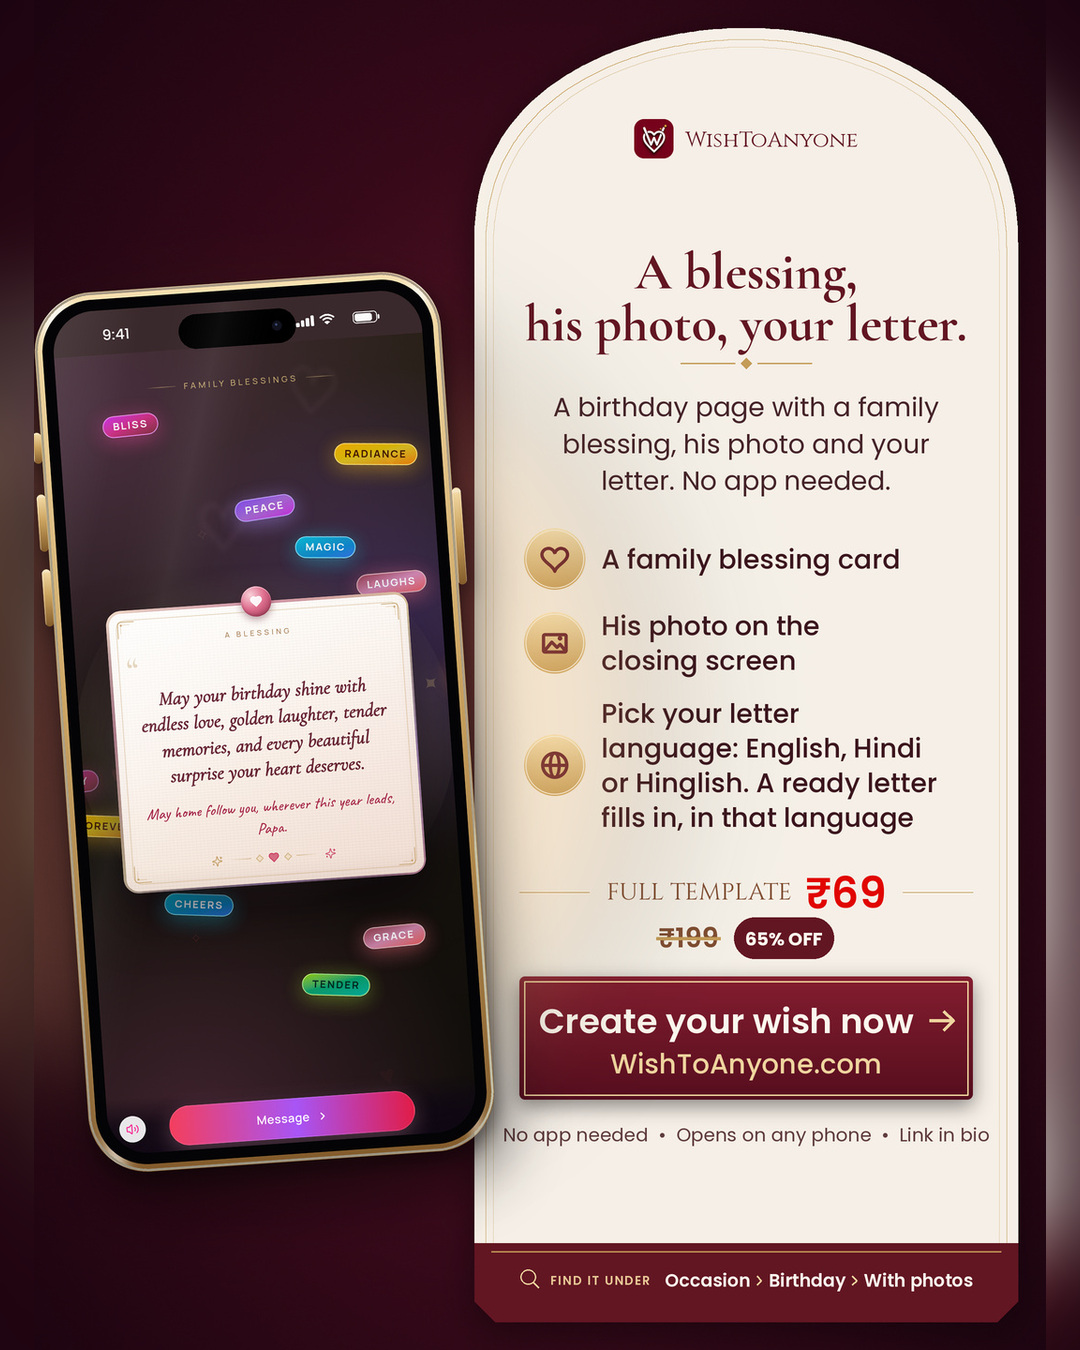 WishToAnyone
A blessing,
his photo, your letter.
A birthday page with a family
blessing, his photo and your
letter. No app needed.
A family blessing card
His photo on the
closing screen
Pick your letter
language: English, Hindi
or Hinglish. A ready letter
fills in, in that language
FULL TEMPLATE ₹69
₹199 65% OFF
Create your wish now →
WishToAnyone.com
No app needed • Opens on any phone • Link in bio
FIND IT UNDER Occasion > Birthday > With photos
9:41
FAMILY BLESSINGS
BLISS
RADIANCE
PEACE
MAGIC
LAUGHS
A BLESSING
“
May your birthday shine with
endless love, golden laughter, tender
memories, and every beautiful
surprise your heart deserves.
May home follow you, wherever this year leads,
Papa.
CHEERS
GRACE
TENDER
Message >